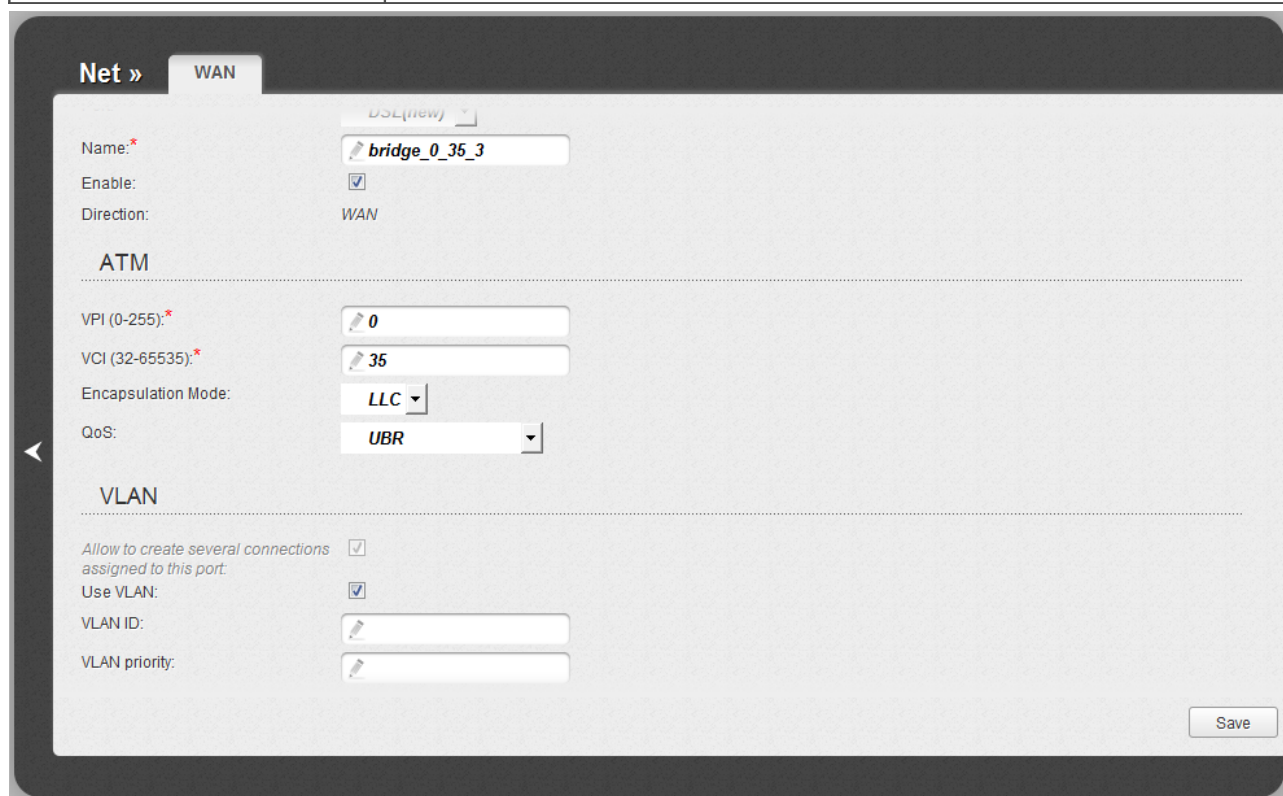 Net »
WAN
DSL(new)
Name:*
bridge_0_35_3
Enable:
Direction:
WAN
ATM
VPI (0-255):*
0
VCI (32-65535):*
35
Encapsulation Mode:
LLC
QoS:
UBR
VLAN
Allow to create several connections
assigned to this port:
Use VLAN:
VLAN ID:
VLAN priority:
Save